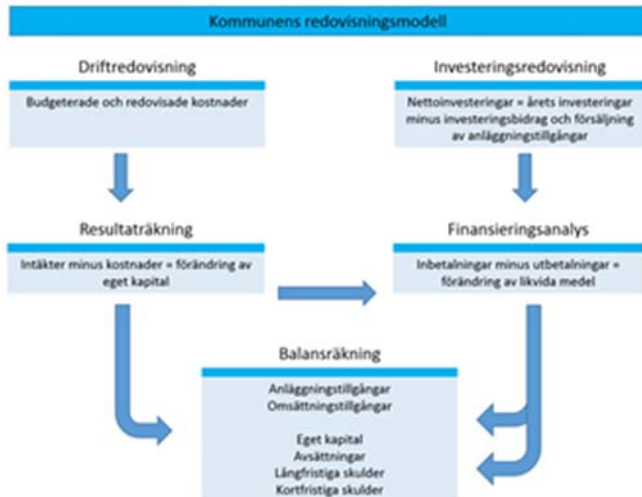 Kommunens redovisningsmodell
Driftredovisning
Budgeterade och redovisade kostnader
Investeringsredovisning
Nettoinvesteringar = årets investeringar
minus investeringsbidrag och försäljning
av anläggningstillgångar
Resultaträkning
Intäkter minus kostnader = förändring av
eget kapital
Finansieringsanalys
Inbetalningar minus utbetalningar =
förändring av likvida medel
Balansräkning
Anläggningstillgångar
Omsättningstillgångar
Eget kapital
Avsättningar
Långfristiga skulder
Kortfristiga skulder